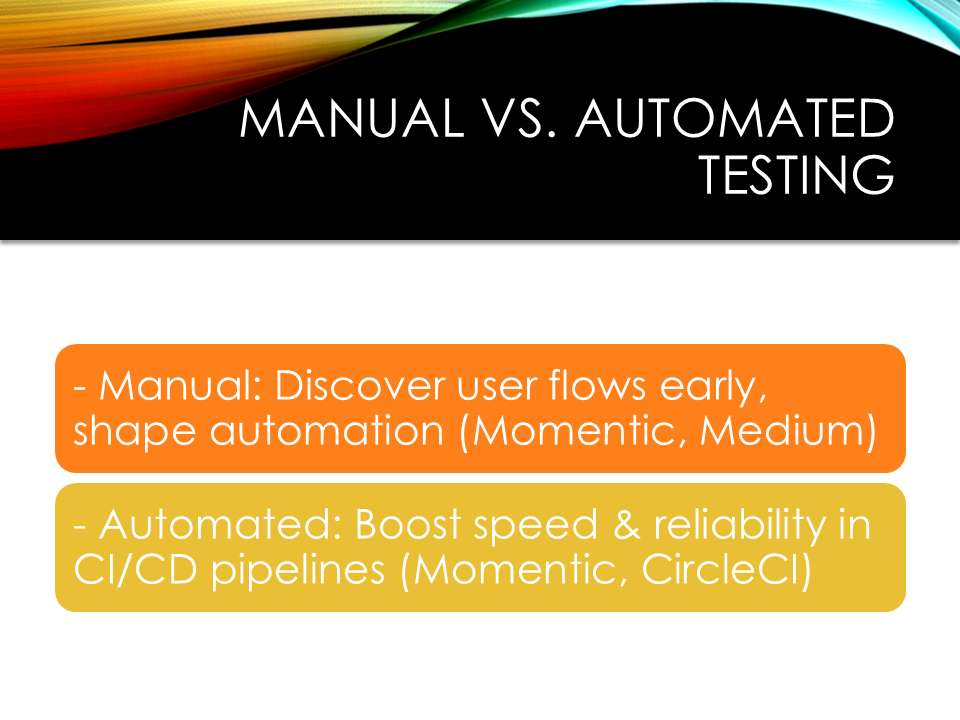 MANUAL VS. AUTOMATED
TESTING
- Manual: Discover user flows early,
shape automation (Momentic, Medium)
- Automated: Boost speed & reliability in
CI/CD pipelines (Momentic, CircleCI)